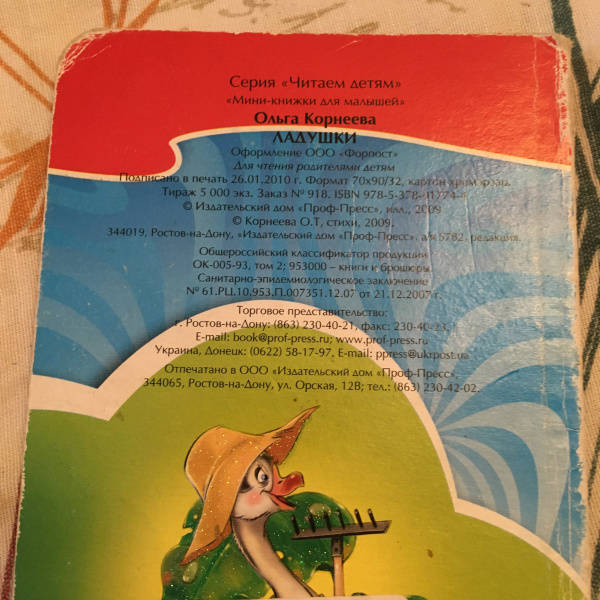 Серия «Читаем детям»
«Мини-книжки для малышей»
Ольга Корнеева
ЛАДУШКИ
Оформление ООО «Форпост»
Для чтения родителями детям
Подписано в печать 26.01.2010 г. Формат 70х90/32, картон хром-эрзац.
Тираж 5 000 экз. Заказ № 918. ISBN
© Издательский дом «Проф-Пресс», илл., 2009
© Корнеева О.Т, стихи, 2009.
344019, Ростов-на-Дону, «Издательский дом «Проф-Пресс», а/я 5782, редакция.
Общероссийский классификатор продукции
ОК-005-93, том 2; 953000 – книги и брошюры.
Санитарно-эпидемиологическое заключение
№ 61.РЦ.10.953.П.007351.12.07 от 21.12.2007 г.
Торговое представительство:
г. Ростов-на-Дону: (863) 230-40-21, факс: 230-40-23,
E-mail: book@prof-press.ru; www.prof-press.ru
Украина, Донецк: (0622) 58-17-97, E-mail: ppress@ukrpost.ua
Отпечатано в ООО «Издательский дом «Проф-Пресс»,
344065, Ростов-на-Дону, ул. Орская, 12В; тел.: (863) 230-42-02.